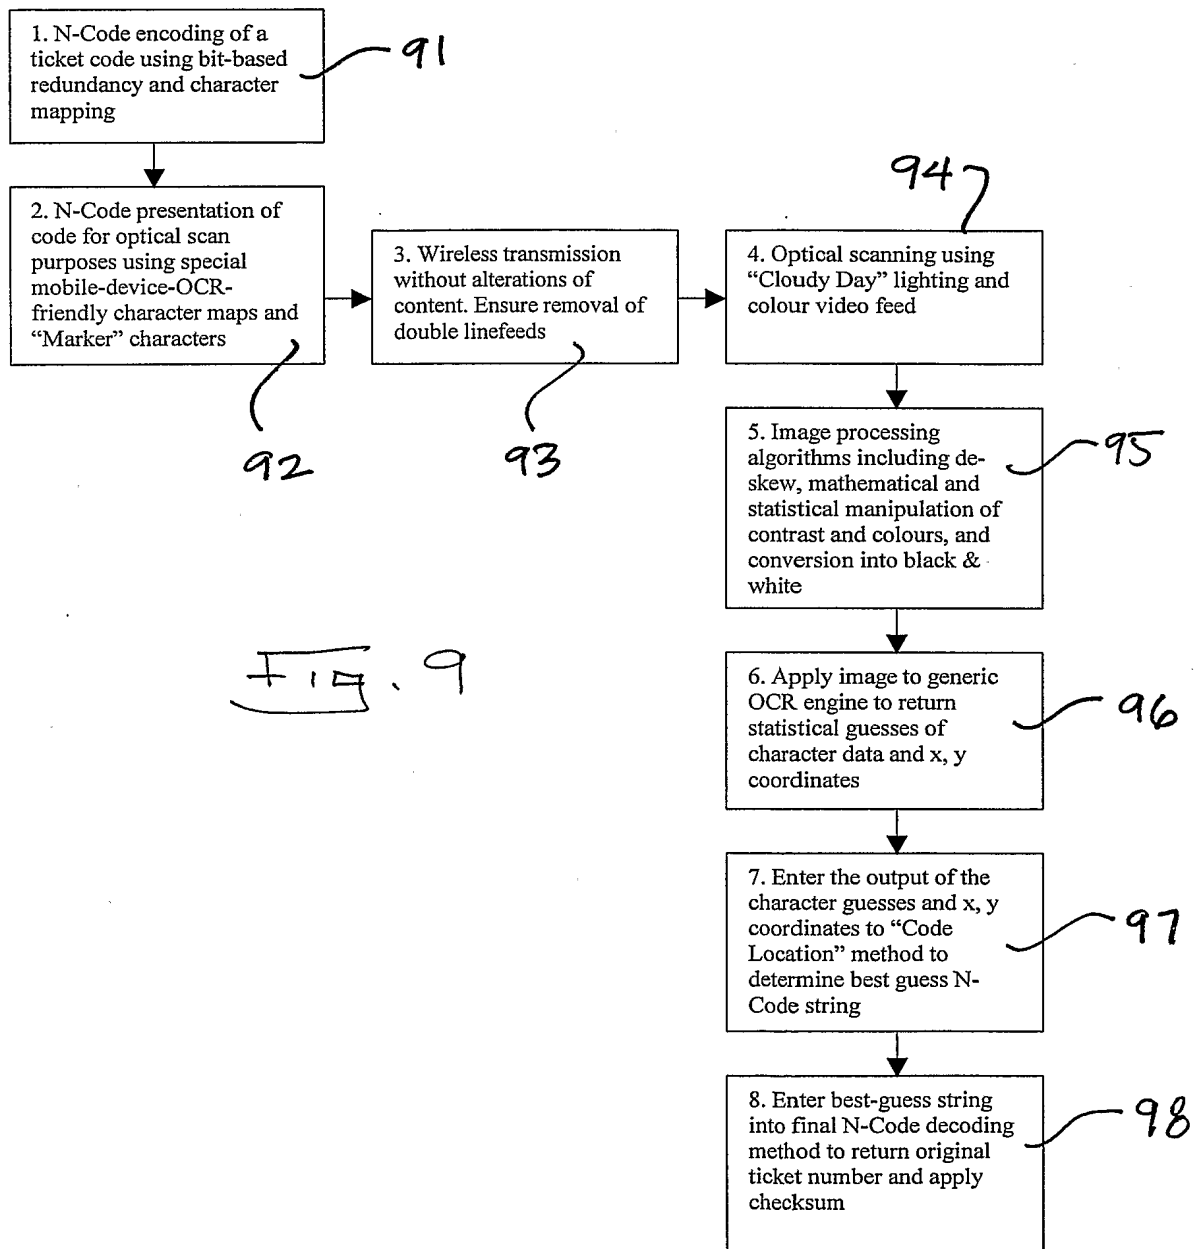 1. N-Code encoding of a
ticket code using bit-based
redundancy and character
mapping
91
2. N-Code presentation of
code for optical scan
purposes using special
mobile-device-OCR-
friendly character maps and
“Marker” characters
92
3. Wireless transmission
without alterations of
content. Ensure removal of
double linefeeds
93
94
4. Optical scanning using
“Cloudy Day” lighting and
colour video feed
5. Image processing
algorithms including de-
skew, mathematical and
statistical manipulation of
contrast and colours, and
conversion into black &
white
95
Fig. 9
6. Apply image to generic
OCR engine to return
statistical guesses of
character data and x, y
coordinates
96
7. Enter the output of the
character guesses and x, y
coordinates to “Code
Location” method to
determine best guess N-
Code string
97
8. Enter best-guess string
into final N-Code decoding
method to return original
ticket number and apply
checksum
98